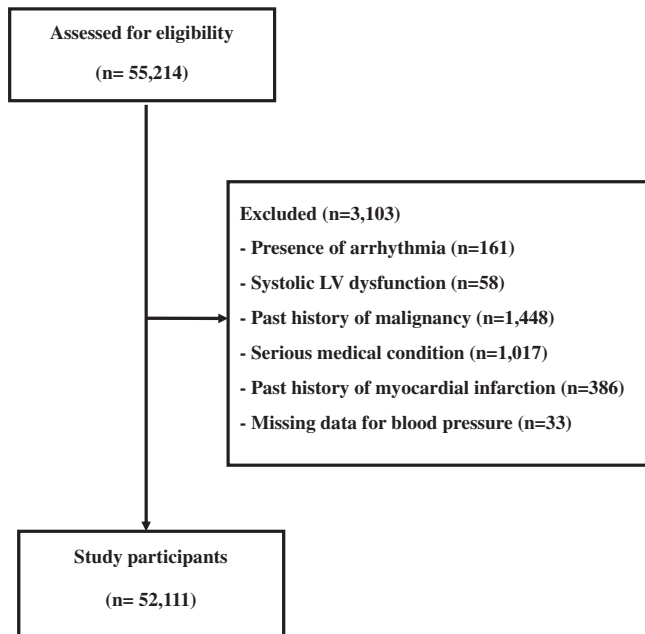 Assessed for eligibility
(n= 55,214)
Excluded (n=3,103)
- Presence of arrhythmia (n=161)
- Systolic LV dysfunction (n=58)
- Past history of malignancy (n=1,448)
- Serious medical condition (n=1,017)
- Past history of myocardial infarction (n=386)
- Missing data for blood pressure (n=33)
Study participants
(n= 52,111)